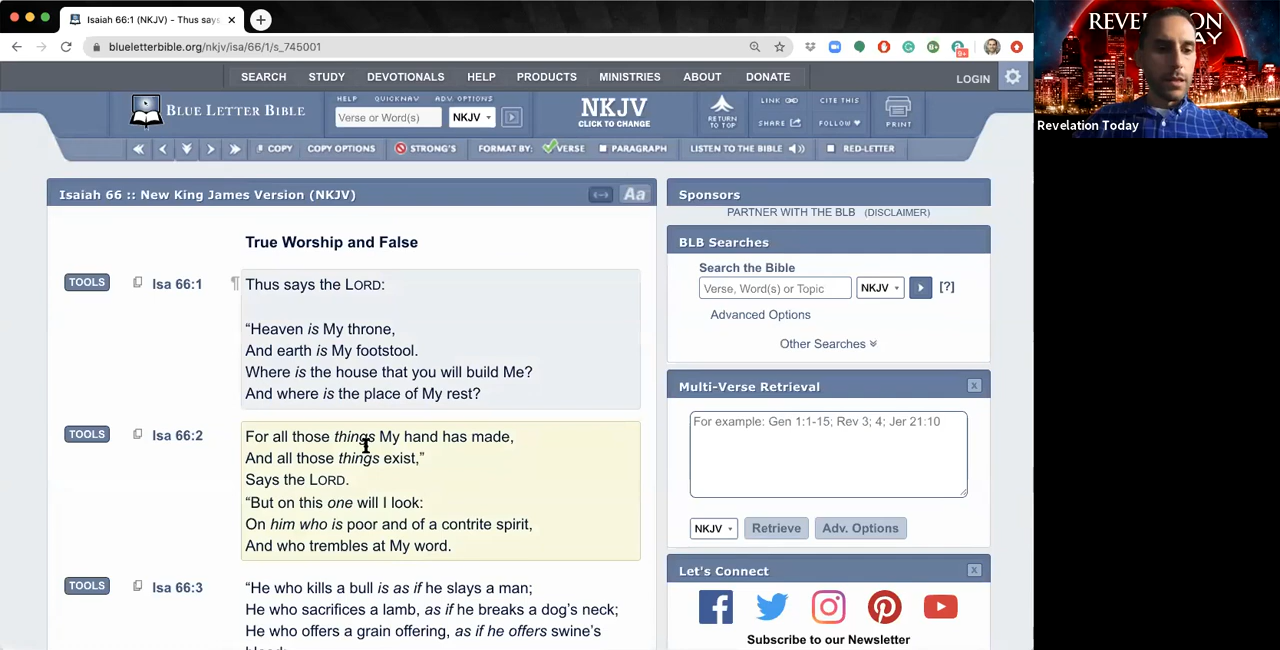 Isaiah 66:1 (NKJV) - Thus says
blueletterbible.org/nkjv/isa/66/1/s_745001
9+
REVELATION
TODAY
Revelation Today
SEARCH STUDY DEVOTIONALS HELP PRODUCTS MINISTRIES ABOUT DONATE LOGIN
BLUE LETTER BIBLE
HELP QUICKNAV ADV. OPTIONS
Verse or Word(s) NKJV
NKJV
CLICK TO CHANGE
RETURN
TO TOP
LINK CITE THIS
SHARE FOLLOW
PRINT
COPY COPY OPTIONS STRONG'S FORMAT BY: VERSE PARAGRAPH LISTEN TO THE BIBLE RED-LETTER
Isaiah 66 :: New King James Version (NKJV)
Aa
True Worship and False
TOOLS Isa 66:1 ¶ Thus says the LORD:
“Heaven is My throne,
And earth is My footstool.
Where is the house that you will build Me?
And where is the place of My rest?
TOOLS Isa 66:2 For all those things My hand has made,
And all those things exist,”
Says the LORD.
“But on this one will I look:
On him who is poor and of a contrite spirit,
And who trembles at My word.
TOOLS Isa 66:3 “He who kills a bull is as if he slays a man;
He who sacrifices a lamb, as if he breaks a dog’s neck;
He who offers a grain offering, as if he offers swine’s
blood;
Sponsors
PARTNER WITH THE BLB (DISCLAIMER)
BLB Searches
Search the Bible
Verse, Word(s) or Topic NKJV [?]
Advanced Options
Other Searches
Multi-Verse Retrieval x
For example: Gen 1:1-15; Rev 3; 4; Jer 21:10
NKJV Retrieve Adv. Options
Let's Connect x
Subscribe to our Newsletter